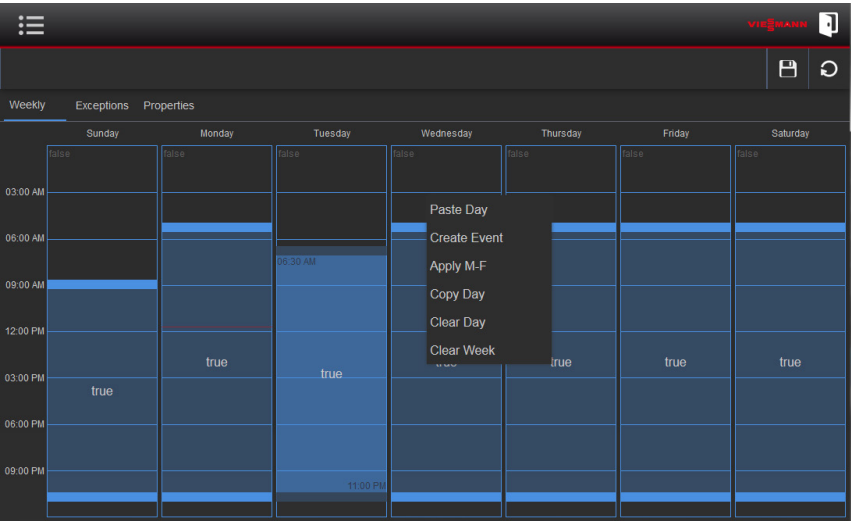 VIESMANN
Weekly Exceptions Properties
Sunday Monday Tuesday Wednesday Thursday Friday Saturday
false false false false false false false
03:00 AM
Paste Day
06:00 AM
Create Event
06:30 AM
Apply M-F
09:00 AM
Copy Day
Clear Day
12:00 PM
Clear Week
true true true true true
true
03:00 PM
true
06:00 PM
09:00 PM
11:00 PM